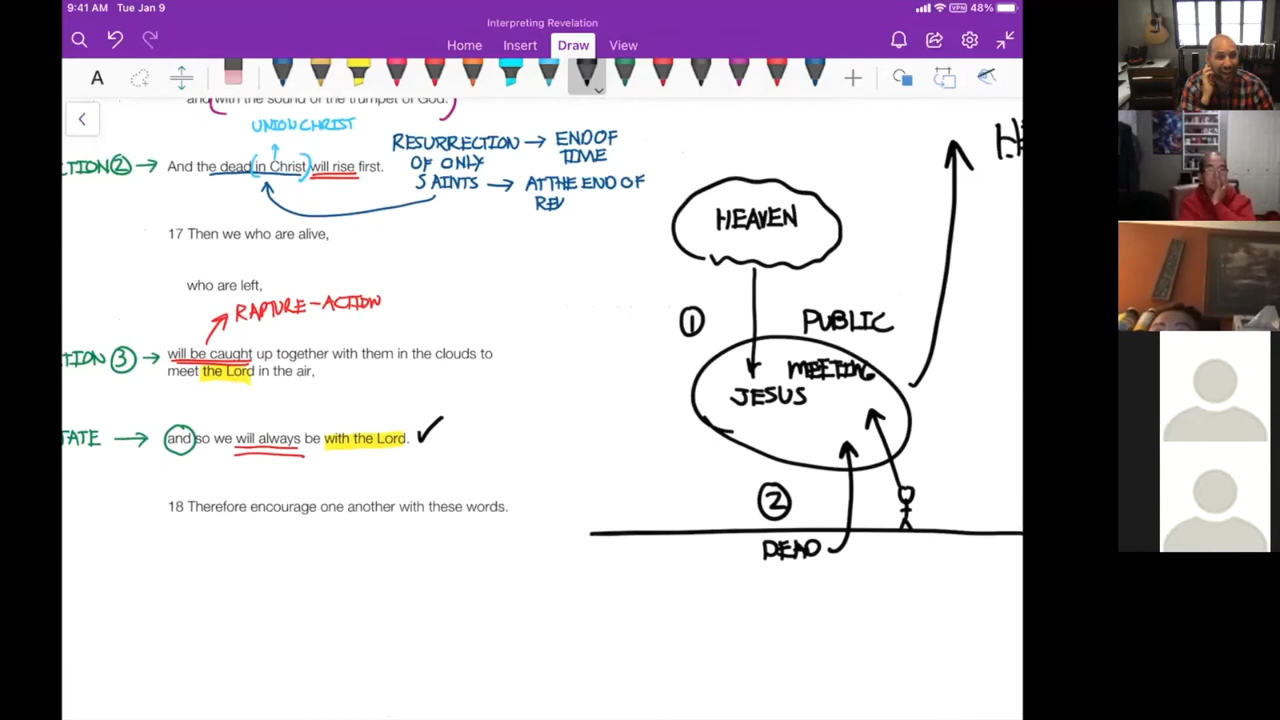 9:41 AM Tue Jan 9
VPN 48%
Interpreting Revelation
Home Insert Draw View
A
and with the sound of the trumpet of God.
UNION CHRIST
TION ② → And the dead (in Christ) will rise first.
RESURRECTION → END OF
OF ONLY TIME
SAINTS → AT THE END OF
REV
17 Then we who are alive,
who are left,
RAPTURE - ACTION
TION ③ → will be caught up together with them in the clouds to
meet the Lord in the air,
TATE → and so we will always be with the Lord. ✓
18 Therefore encourage one another with these words.
HEAVEN
①
PUBLIC
MEETING
JESUS
②
DEAD